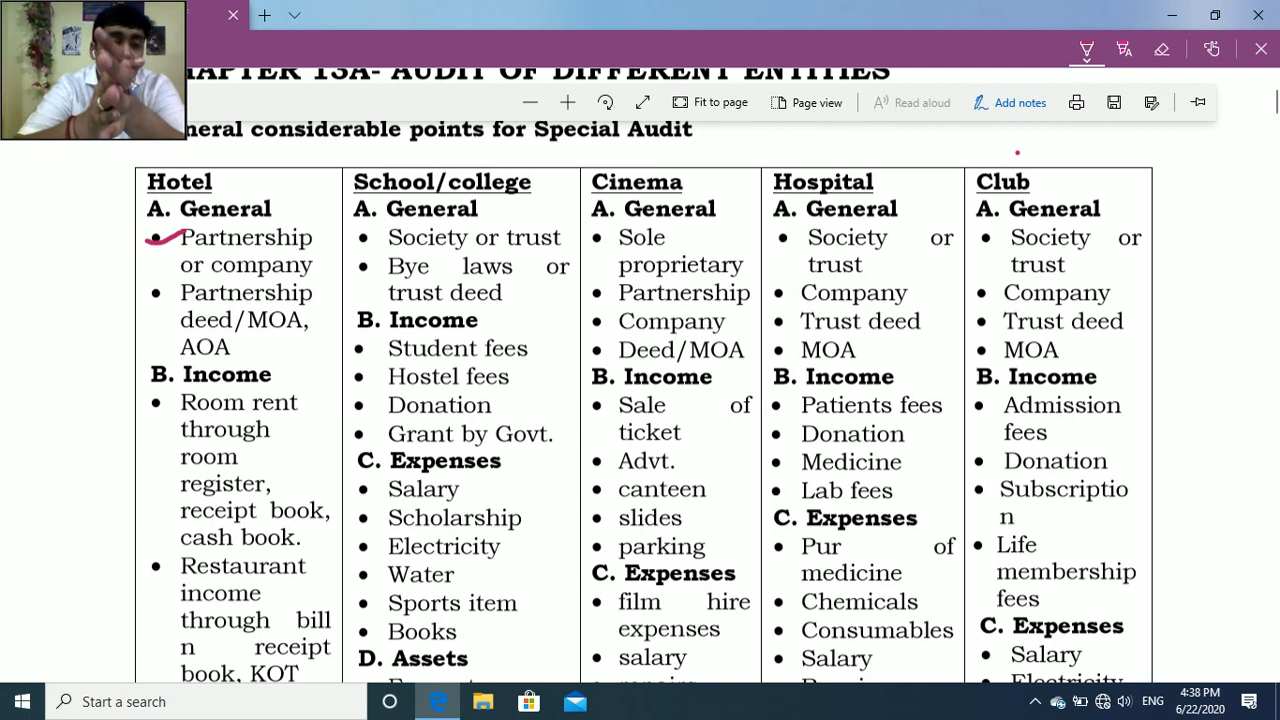 CHAPTER 13A- AUDIT OF DIFFERENT ENTITIES
Fit to page
Page view
Read aloud
Add notes
neral considerable points for Special Audit
Hotel
A. General
• Partnership
or company
• Partnership
deed/MOA,
AOA
B. Income
• Room rent
through
room
register,
receipt book,
cash book.
• Restaurant
income
through bill
n receipt
book, KOT
School/college
A. General
• Society or trust
• Bye laws or
trust deed
B. Income
• Student fees
• Hostel fees
• Donation
• Grant by Govt.
C. Expenses
• Salary
• Scholarship
• Electricity
• Water
• Sports item
• Books
D. Assets
Cinema
A. General
• Sole
proprietary
• Partnership
• Company
• Deed/MOA
B. Income
• Sale of
ticket
• Advt.
• canteen
• slides
• parking
C. Expenses
• film hire
expenses
• salary
Hospital
A. General
• Society or
trust
• Company
• Trust deed
• MOA
B. Income
• Patients fees
• Donation
• Medicine
• Lab fees
C. Expenses
• Pur of
medicine
• Chemicals
• Consumables
• Salary
Club
A. General
• Society or
trust
• Company
• Trust deed
• MOA
B. Income
• Admission
fees
• Donation
• Subscriptio
n
• Life
membership
fees
C. Expenses
• Salary
• Electricity
Start a search
ENG
4:38 PM
6/22/2020